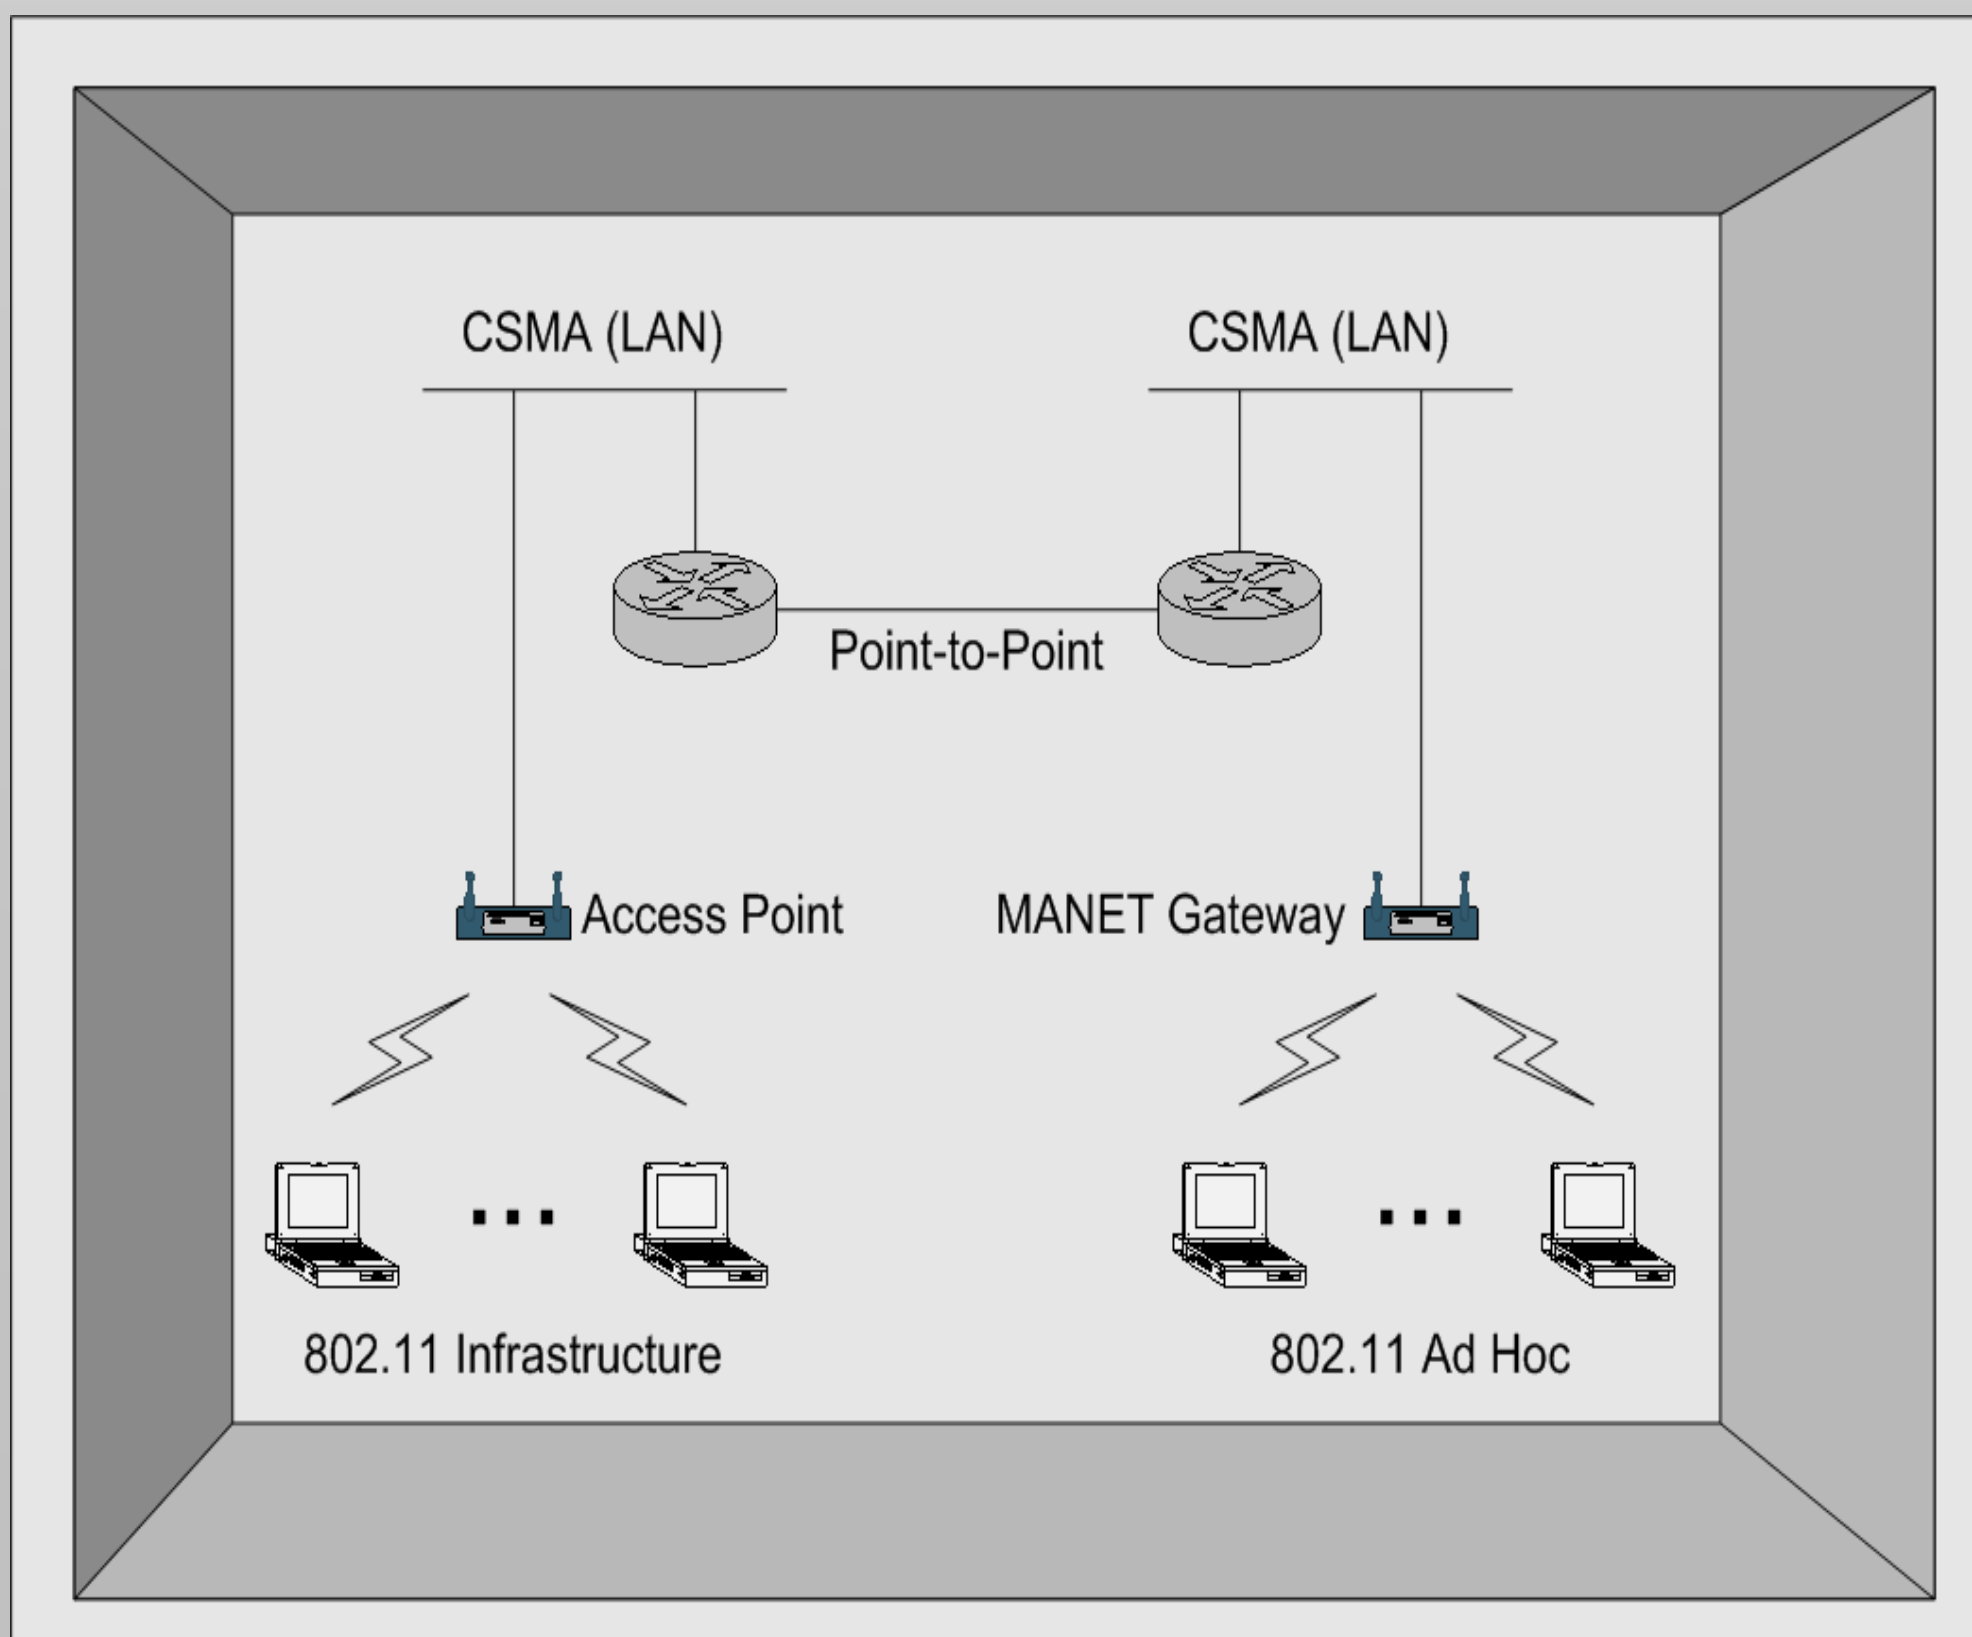 CSMA (LAN)
CSMA (LAN)
Point-to-Point
Access Point
MANET Gateway
802.11 Infrastructure
802.11 Ad Hoc